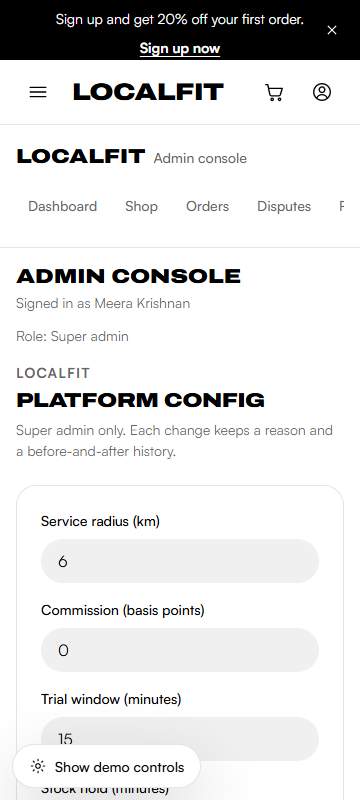 Sign up and get 20% off your first order.
Sign up now
LOCALFIT
LOCALFIT Admin console
Dashboard Shop Orders Disputes
ADMIN CONSOLE
Signed in as Meera Krishnan
Role: Super admin
LOCALFIT
PLATFORM CONFIG
Super admin only. Each change keeps a reason and
a before-and-after history.
Service radius (km)
6
Commission (basis points)
0
Trial window (minutes)
15
Show demo controls
Stock hold (minutes)